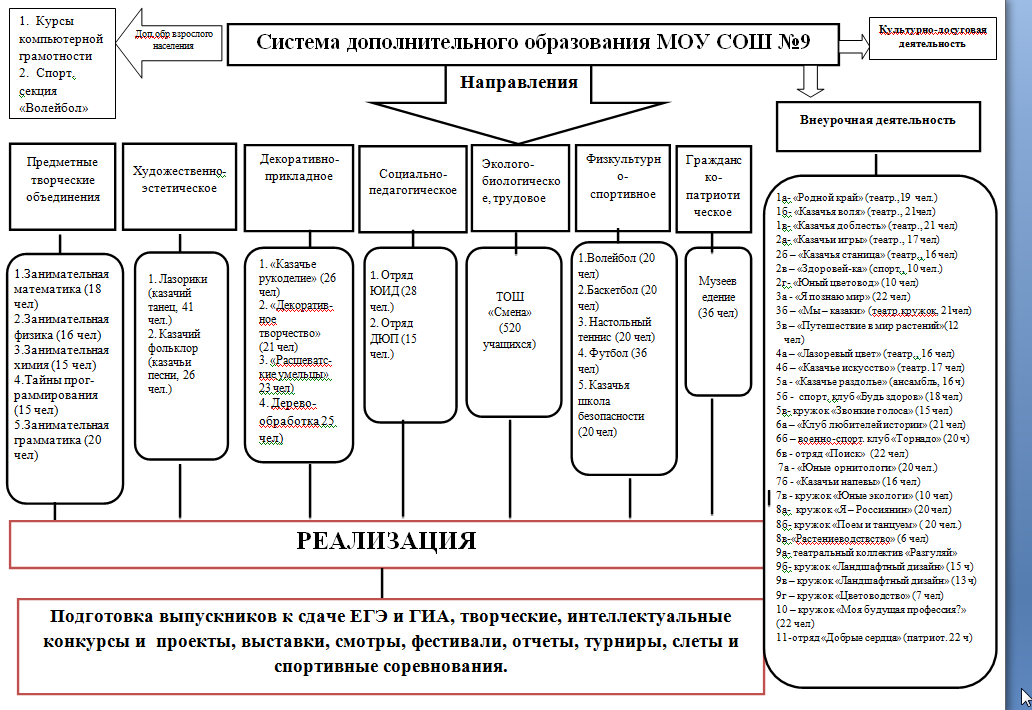 1. Курсы
компьютерной
грамотности
2. Спорт,
секция
«Волейбол»
Доп.обр взрослого
населения
Система дополнительного образования МОУ СОШ №9
Культурно-досуговая
деятельность
Направления
Внеурочная деятельность
Предметные
творческие
объединения
Художественно-
эстетическое
Декоративно-
прикладное
Социально-
педагогическое
Эколого-
биологическо
е, трудовое
Физкультурн
о-
спортивное
Гражданс
ко-
патриоти
ческое
1.Занимательная
математика (18
чел)
2.Занимательная
физика (16 чел)
3.Занимательная
химия (15 чел)
4.Тайны прог-
раммирования
(15 чел)
5.Занимательная
грамматика (20
чел)
1. Лазорики
(казачий
танец, 41
чел.)
2. Казачий
фольклор
(казачьи
песни, 26
чел.)
1. «Казачье
рукоделие» (26
чел)
2. «Декоратив-
ное
творчество»
(21 чел)
3. «Расшеватс-
кие умельцы»
23 чел)
4. Дерево-
обработка 25
чел)
1. Отряд
ЮИД (28
чел.)
2. Отряд
ДЮП (15
чел.)
ТОШ
«Смена»
(520
учащихся)
1.Волейбол (20
чел)
2.Баскетбол (20
чел)
3. Настольный
теннис (20 чел)
4. Футбол (36
чел)
5. Казачья
школа
безопасности
(20 чел)
Музеев
едение
(36 чел)
1а- «Родной край» (театр.,19 чел.)
1б- «Казачья воля» (театр., 21чел)
1в- «Казачья доблесть» (театр., 21 чел)
2а- «Казачьи игры» (театр., 17 чел)
2б – «Казачья станица» (театр., 16 чел)
2в – «Здоровей-ка» (спорт., 10 чел.)
2г- «Юный цветовод» (10 чел)
3а - «Я познаю мир» (22 чел)
3б – «Мы – казаки» (театр.кружок, 21чел)
3в – «Путешествие в мир растений»(12
чел)
4а – «Лазоревый цвет» (театр., 16 чел)
4б – «Казачье искусство» (театр. 17 чел)
5а - «Казачье раздолье» (ансамбль, 16 ч)
5б - спорт. клуб «Будь здоров» (18 чел)
5в- кружок «Звонкие голоса» (15 чел)
6а – «Клуб любителей истории» (21 чел)
6б – военно-спорт. клуб «Торнадо» (20 ч)
6в - отряд «Поиск» (22 чел)
7а - «Юные орнитологи» (20 чел.)
7б - «Казачьи напевы» (16 чел)
7в - кружок «Юные экологи» (10 чел)
8а- кружок «Я – Россиянин» (20 чел)
8б- кружок «Поем и танцуем» ( 20 чел.)
8в-«Растениеводствство» (6 чел)
9а- театральный коллектив «Разгуляй»
9б- кружок «Ландшафтный дизайн» (15 ч)
9в – кружок «Ландшафтный дизайн» (13 ч)
9г – кружок «Цветоводство» (7 чел)
10 – кружок «Моя будущая профессия?»
(22 чел)
11-отряд «Добрые сердца» (патриот. 22 ч)
РЕАЛИЗАЦИЯ
Подготовка выпускников к сдаче ЕГЭ и ГИА, творческие, интеллектуальные
конкурсы и проекты, выставки, смотры, фестивали, отчеты, турниры, слеты и
спортивные соревнования.